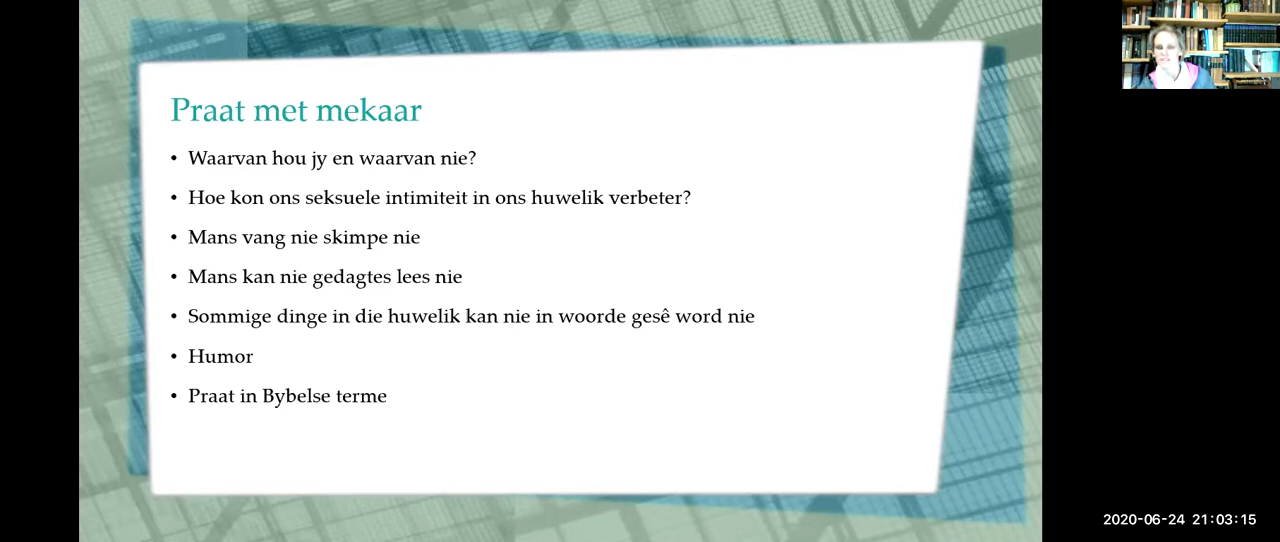 Praat met mekaar
• Waarvan hou jy en waarvan nie?
• Hoe kon ons seksuele intimiteit in ons huwelik verbeter?
• Mans vang nie skimpe nie
• Mans kan nie gedagtes lees nie
• Sommige dinge in die huwelik kan nie in woorde gesê word nie
• Humor
• Praat in Bybelse terme
2020-06-24 21:03:15